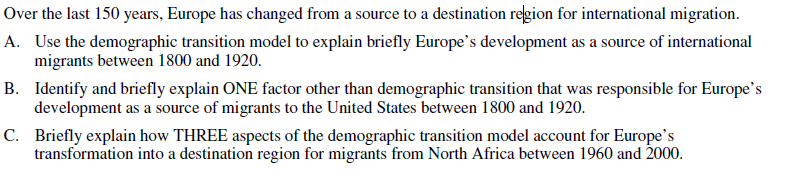 Over the last 150 years, Europe has changed from a source to a destination region for international migration.
A. Use the demographic transition model to explain briefly Europe's development as a source of international
migrants between 1800 and 1920.
B. Identify and briefly explain ONE factor other than demographic transition that was responsible for Europe's
development as a source of migrants to the United States between 1800 and 1920.
C. Briefly explain how THREE aspects of the demographic transition model account for Europe's
transformation into a destination region for migrants from North Africa between 1960 and 2000.